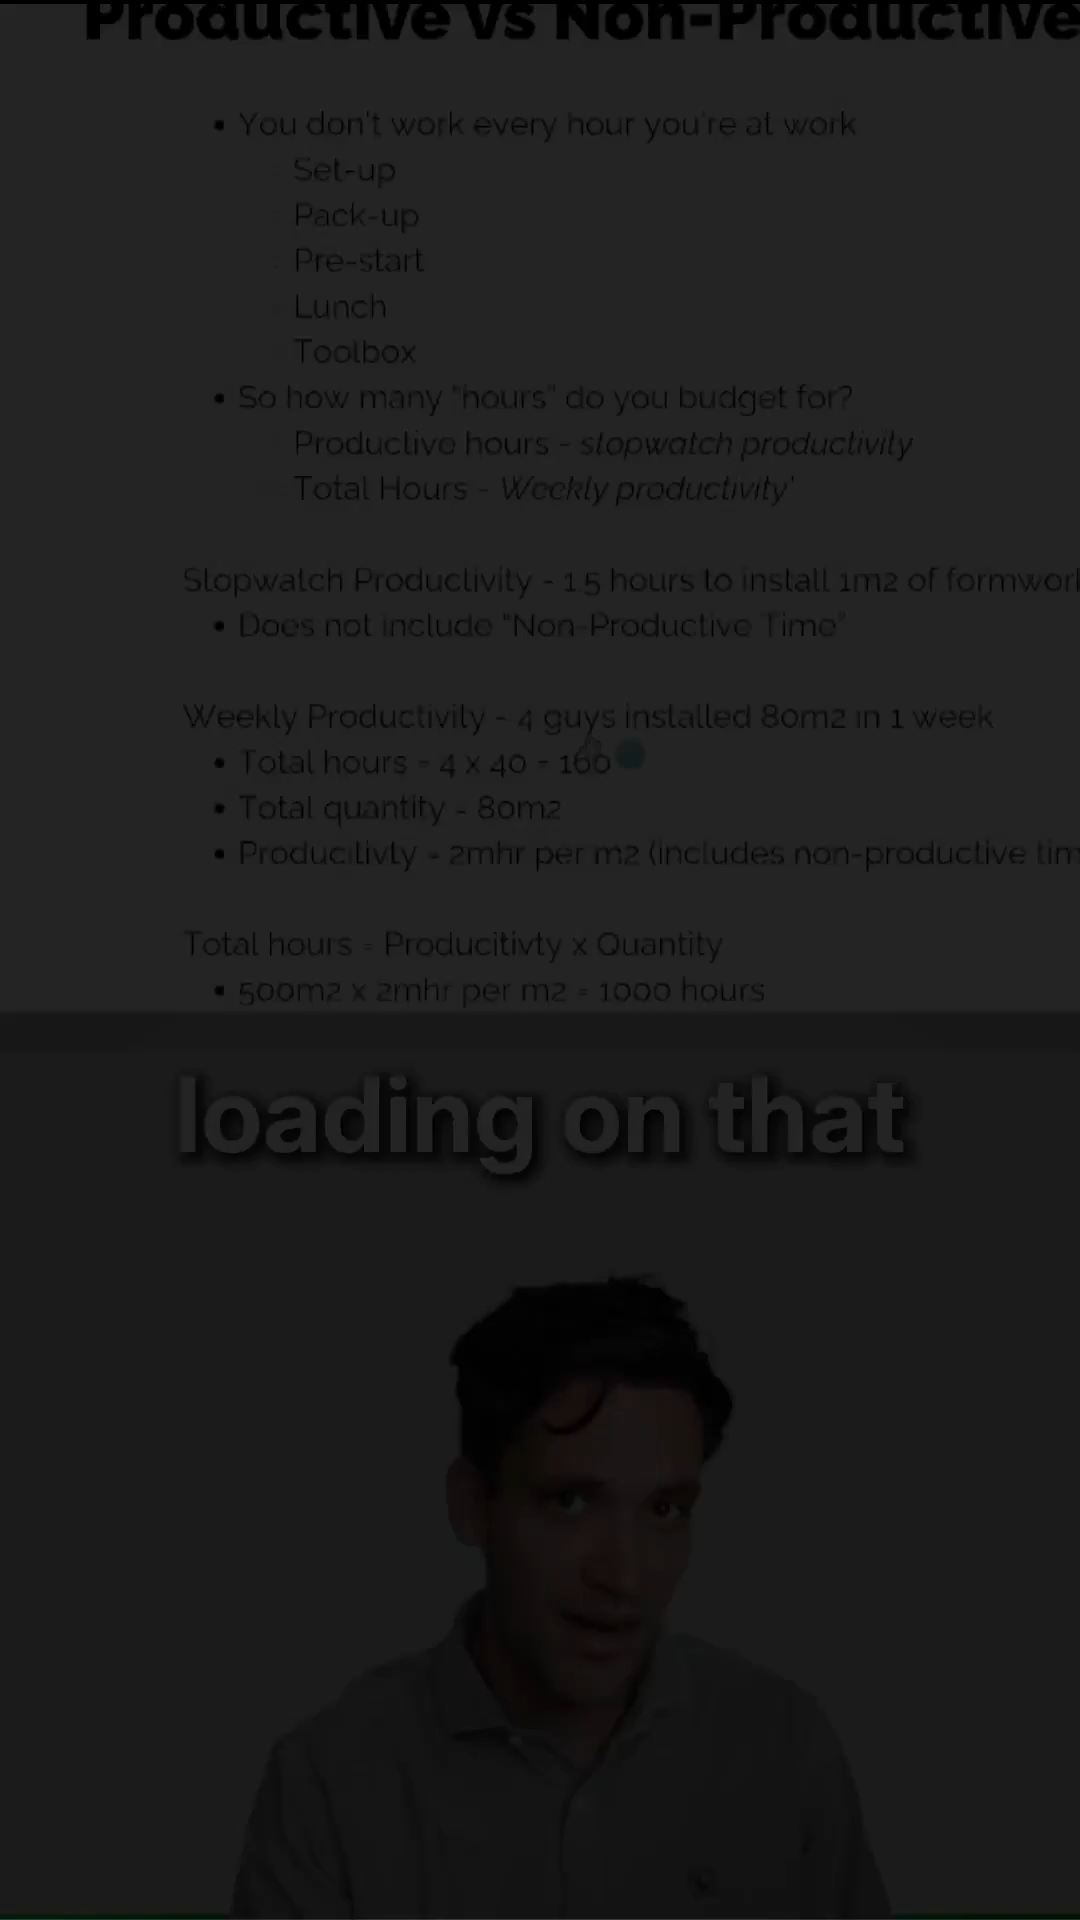 Productive vs Non-Productive
• You don't work every hour you're at work
Set-up
Pack-up
Pre-start
Lunch
Toolbox
• So how many "hours" do you budget for?
Productive hours - stopwatch productivity
Total Hours - Weekly productivity'
Stopwatch Productivity - 1.5 hours to install 1m2 of formwork
• Does not include "Non-Productive Time"
Weekly Productivity - 4 guys installed 80m2 in 1 week
• Total hours - 4 x 40 = 160
• Total quantity - 80m2
• Producitivty - 2mhr per m2 (includes non-productive tim
Total hours = Producitivty x Quantity
• 500m2 x 2mhr per m2 = 1000 hours
loading on that